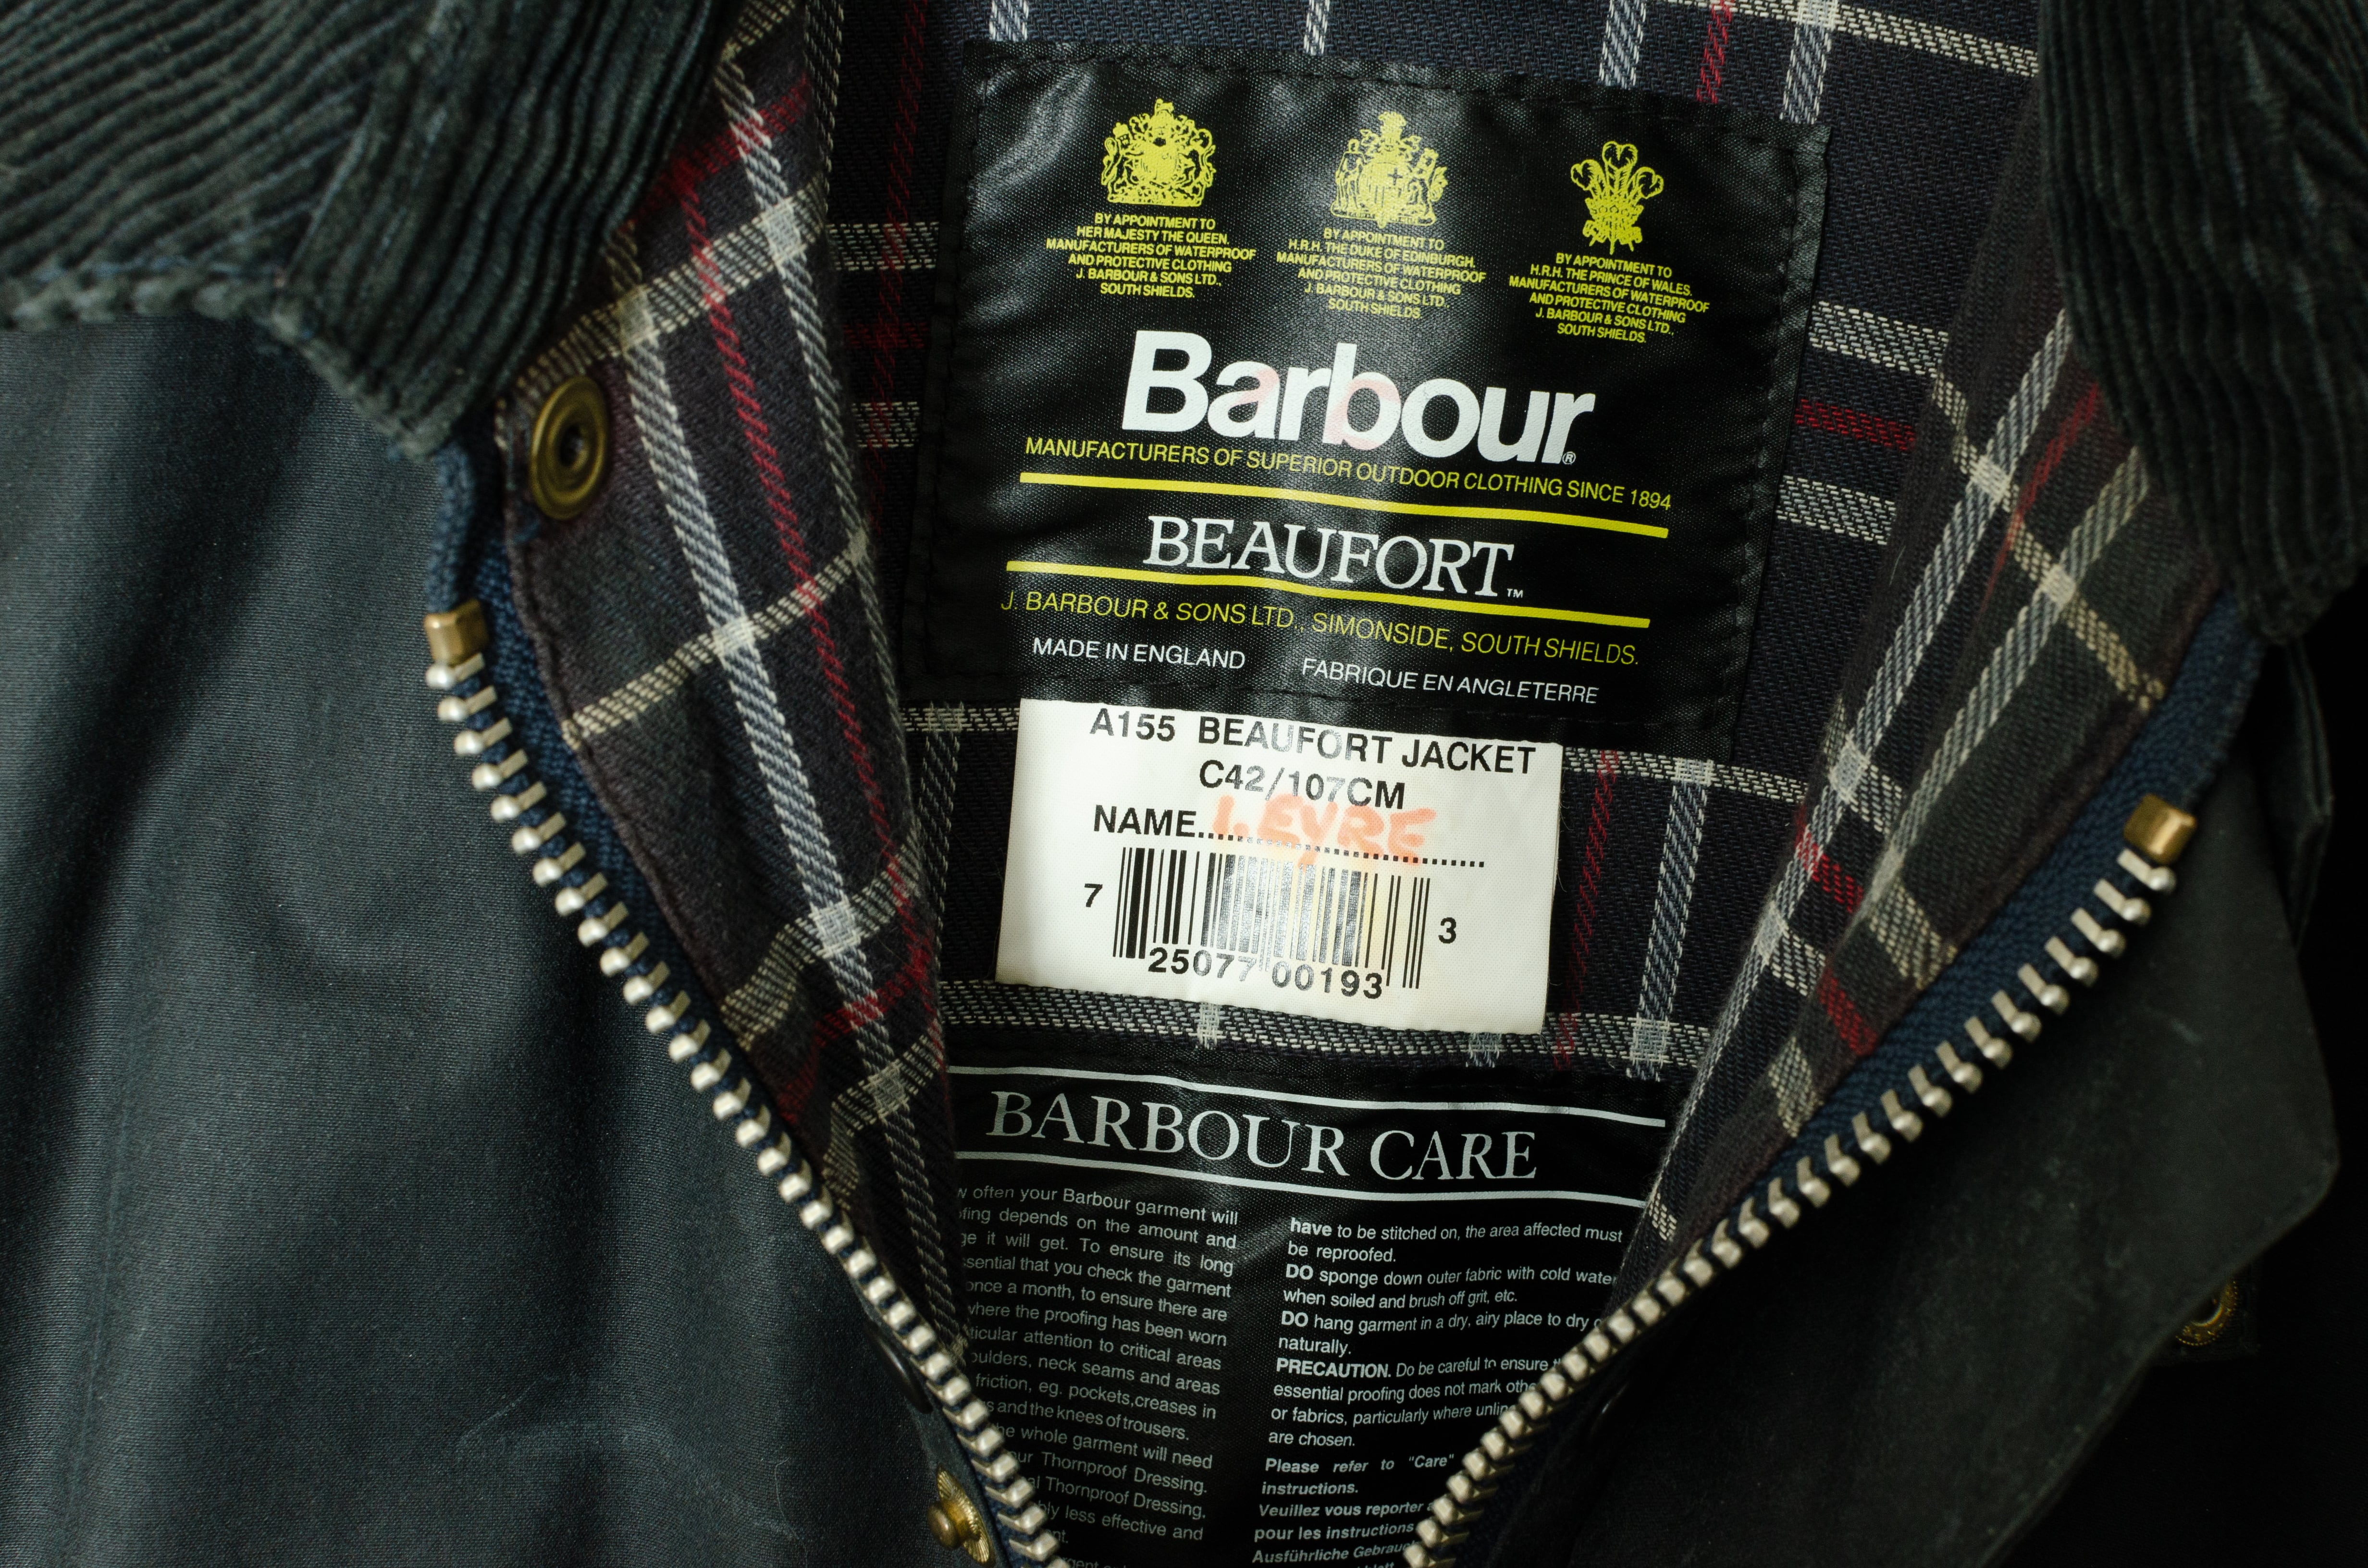 BY APPOINTMENT TO
HER MAJESTY THE QUEEN.
MANUFACTURERS OF WATERPROOF
AND PROTECTIVE CLOTHING
J. BARBOUR & SONS LTD.,
SOUTH SHIELDS.
BY APPOINTMENT TO
H.R.H. THE DUKE OF EDINBURGH.
MANUFACTURERS OF WATERPROOF
AND PROTECTIVE CLOTHING
J. BARBOUR & SONS LTD.
SOUTH SHIELDS.
BY APPOINTMENT TO
H.R.H. THE PRINCE OF WALES.
MANUFACTURERS OF WATERPROOF
AND PROTECTIVE CLOTHING
J. BARBOUR & SONS LTD.,
SOUTH SHIELDS.
Barbour®
MANUFACTURERS OF SUPERIOR OUTDOOR CLOTHING SINCE 1894
BEAUFORT™
J. BARBOUR & SONS LTD., SIMONSIDE, SOUTH SHIELDS.
MADE IN ENGLAND FABRIQUE EN ANGLETERRE
A155 BEAUFORT JACKET
C42/107CM
NAME.......... I. EYRE
7 25077 00193 3
BARBOUR CARE
often your Barbour garment will
depends on the amount and
it will get. To ensure its long
that you check the garment
once a month, to ensure there are
where the proofing has been worn
attention to critical areas
neck seams and areas
friction, eg. pockets,creases in
and the knees of trousers.
whole garment will need
Thornproof Dressing.
Thornproof Dressing,
less effective and
have to be stitched on, the area affected must
be reproofed.
DO sponge down outer fabric with cold water
when soiled and brush off grit, etc.
DO hang garment in a dry, airy place to dry
naturally.
PRECAUTION. Do be careful to ensure
essential proofing does not mark
or fabrics, particularly where
are chosen.
Please refer to "Care"
instructions.
Veuillez vous reporter
pour les instructions
Ausführliche